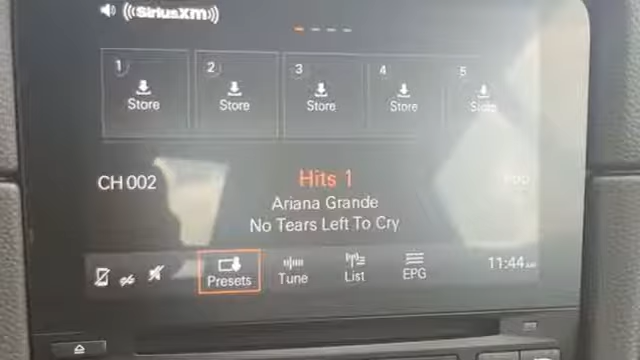 ((SiriusXM))
1 2 3 4 5
Store Store Store Store Store
Hits 1
CH 002
Ariana Grande
No Tears Left To Cry
Presets Tune List EPG
11:44 AM